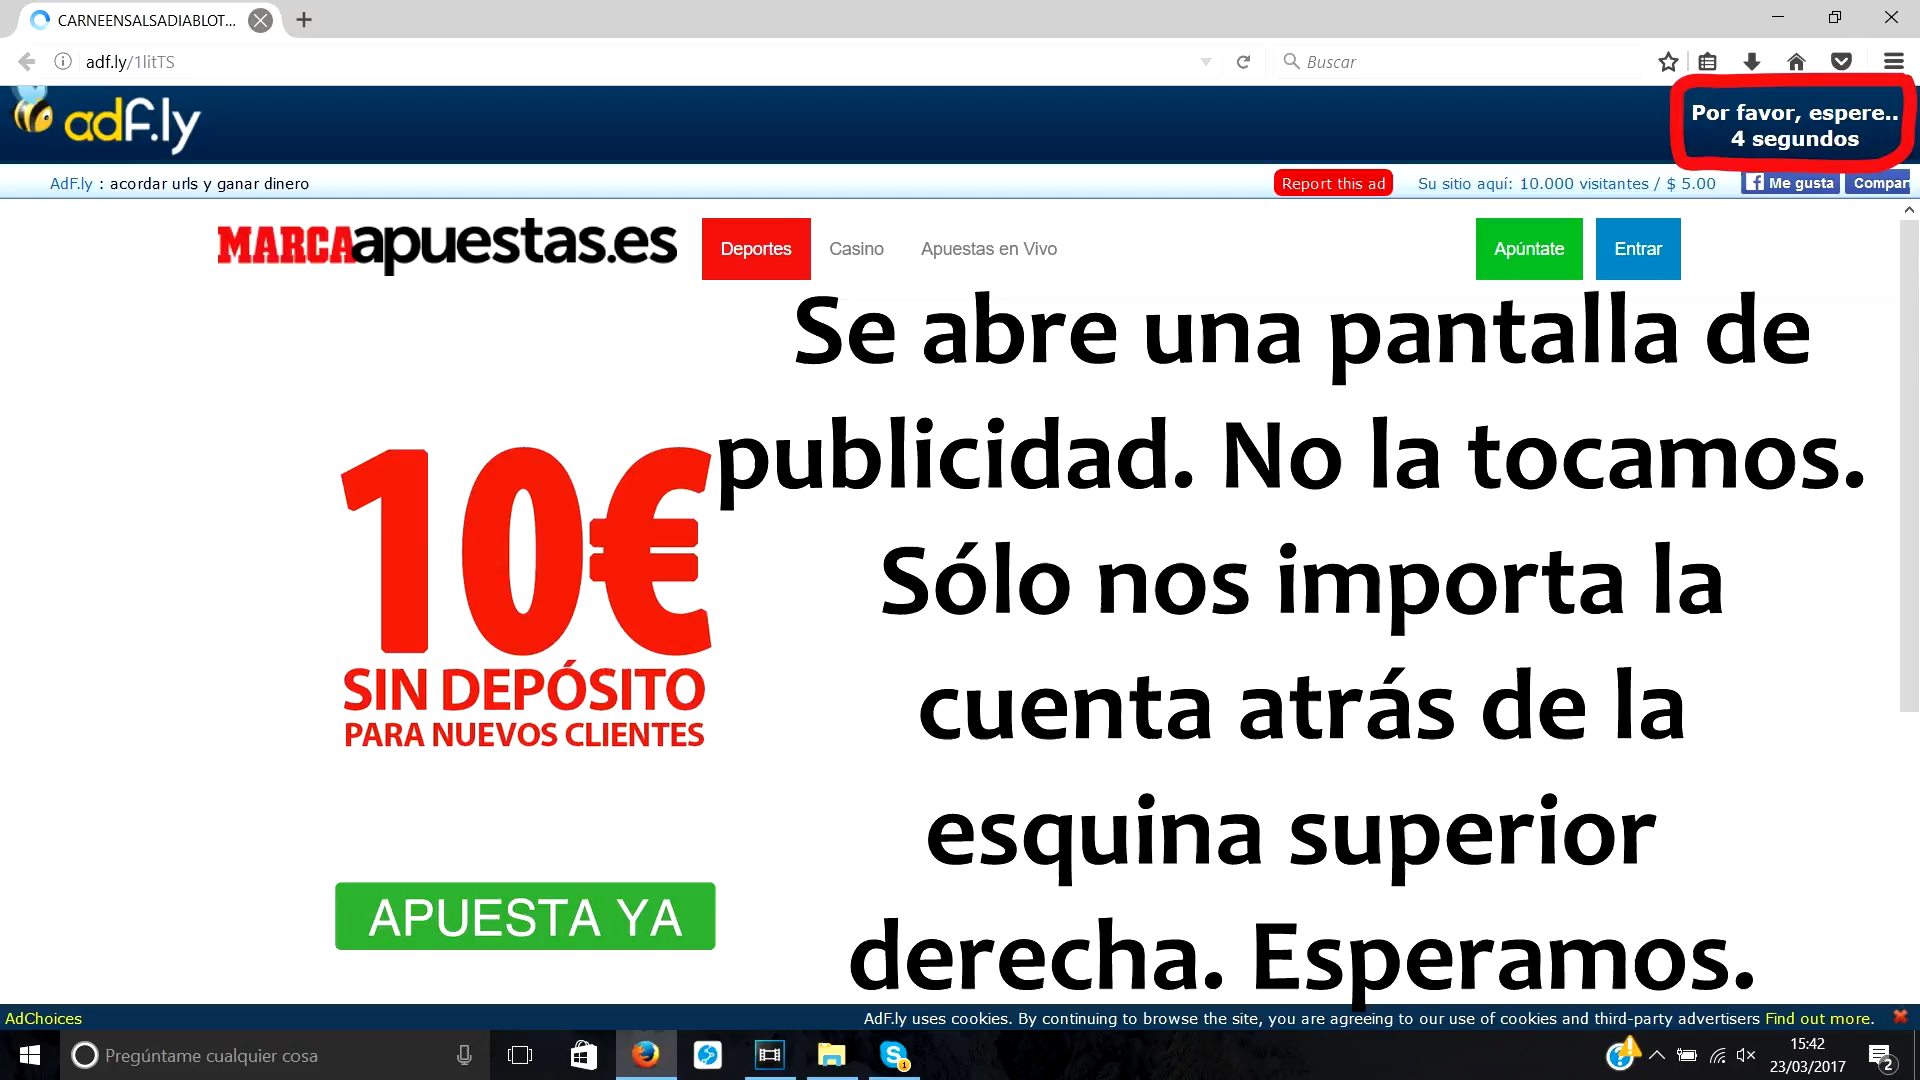 CARNEENSALSADIABLOT...
adf.ly/1litTS
Buscar
adf.ly
Por favor, espere..
4 segundos
AdF.ly : acordar urls y ganar dinero
Report this ad
Su sitio aquí: 10.000 visitantes / $ 5.00
Me gusta
Compar
MARCAapuestas.es
Deportes
Casino
Apuestas en Vivo
Apúntate
Entrar
Se abre una pantalla de
publicidad. No la tocamos.
Sólo nos importa la
cuenta atrás de la
esquina superior
derecha. Esperamos.
10€
SIN DEPÓSITO
PARA NUEVOS CLIENTES
APUESTA YA
AdChoices
AdF.ly uses cookies. By continuing to browse the site, you are agreeing to our use of cookies and third-party advertisers Find out more.
Pregúntame cualquier cosa
1
15:42
23/03/2017
2